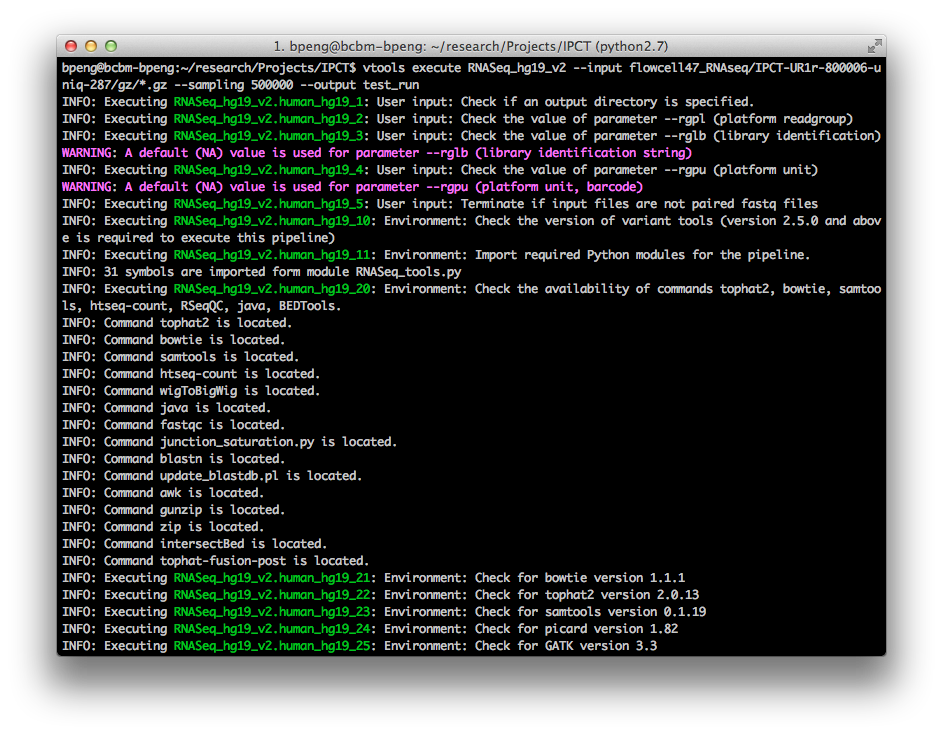 1. bpeng@bcbm-bpeng: ~/research/Projects/IPCT (python2.7)
bpeng@bcbm-bpeng:~/research/Projects/IPCT$ vtools execute RNASeq_hg19_v2 --input flowcell47_RNAseq/IPCT-UR1r-800006-u
niq-287/gz/*.gz --sampling 500000 --output test_run
INFO: Executing RNASeq_hg19_v2.human_hg19_1: User input: Check if an output directory is specified.
INFO: Executing RNASeq_hg19_v2.human_hg19_2: User input: Check the value of parameter --rgpl (platform readgroup)
INFO: Executing RNASeq_hg19_v2.human_hg19_3: User input: Check the value of parameter --rglb (library identification)
WARNING: A default (NA) value is used for parameter --rglb (library identification string)
INFO: Executing RNASeq_hg19_v2.human_hg19_4: User input: Check the value of parameter --rgpu (platform unit)
WARNING: A default (NA) value is used for parameter --rgpu (platform unit, barcode)
INFO: Executing RNASeq_hg19_v2.human_hg19_5: User input: Terminate if input files are not paired fastq files
INFO: Executing RNASeq_hg19_v2.human_hg19_10: Environment: Check the version of variant tools (version 2.5.0 and abov
e is required to execute this pipeline)
INFO: Executing RNASeq_hg19_v2.human_hg19_11: Environment: Import required Python modules for the pipeline.
INFO: 31 symbols are imported form module RNASeq_tools.py
INFO: Executing RNASeq_hg19_v2.human_hg19_20: Environment: Check the availability of commands tophat2, bowtie, samtoo
ls, htseq-count, RSeqQC, java, BEDTools.
INFO: Command tophat2 is located.
INFO: Command bowtie is located.
INFO: Command samtools is located.
INFO: Command htseq-count is located.
INFO: Command wigToBigWig is located.
INFO: Command java is located.
INFO: Command fastqc is located.
INFO: Command junction_saturation.py is located.
INFO: Command blastn is located.
INFO: Command update_blastdb.pl is located.
INFO: Command awk is located.
INFO: Command gunzip is located.
INFO: Command zip is located.
INFO: Command intersectBed is located.
INFO: Command tophat-fusion-post is located.
INFO: Executing RNASeq_hg19_v2.human_hg19_21: Environment: Check for bowtie version 1.1.1
INFO: Executing RNASeq_hg19_v2.human_hg19_22: Environment: Check for tophat2 version 2.0.13
INFO: Executing RNASeq_hg19_v2.human_hg19_23: Environment: Check for samtools version 0.1.19
INFO: Executing RNASeq_hg19_v2.human_hg19_24: Environment: Check for picard version 1.82
INFO: Executing RNASeq_hg19_v2.human_hg19_25: Environment: Check for GATK version 3.3